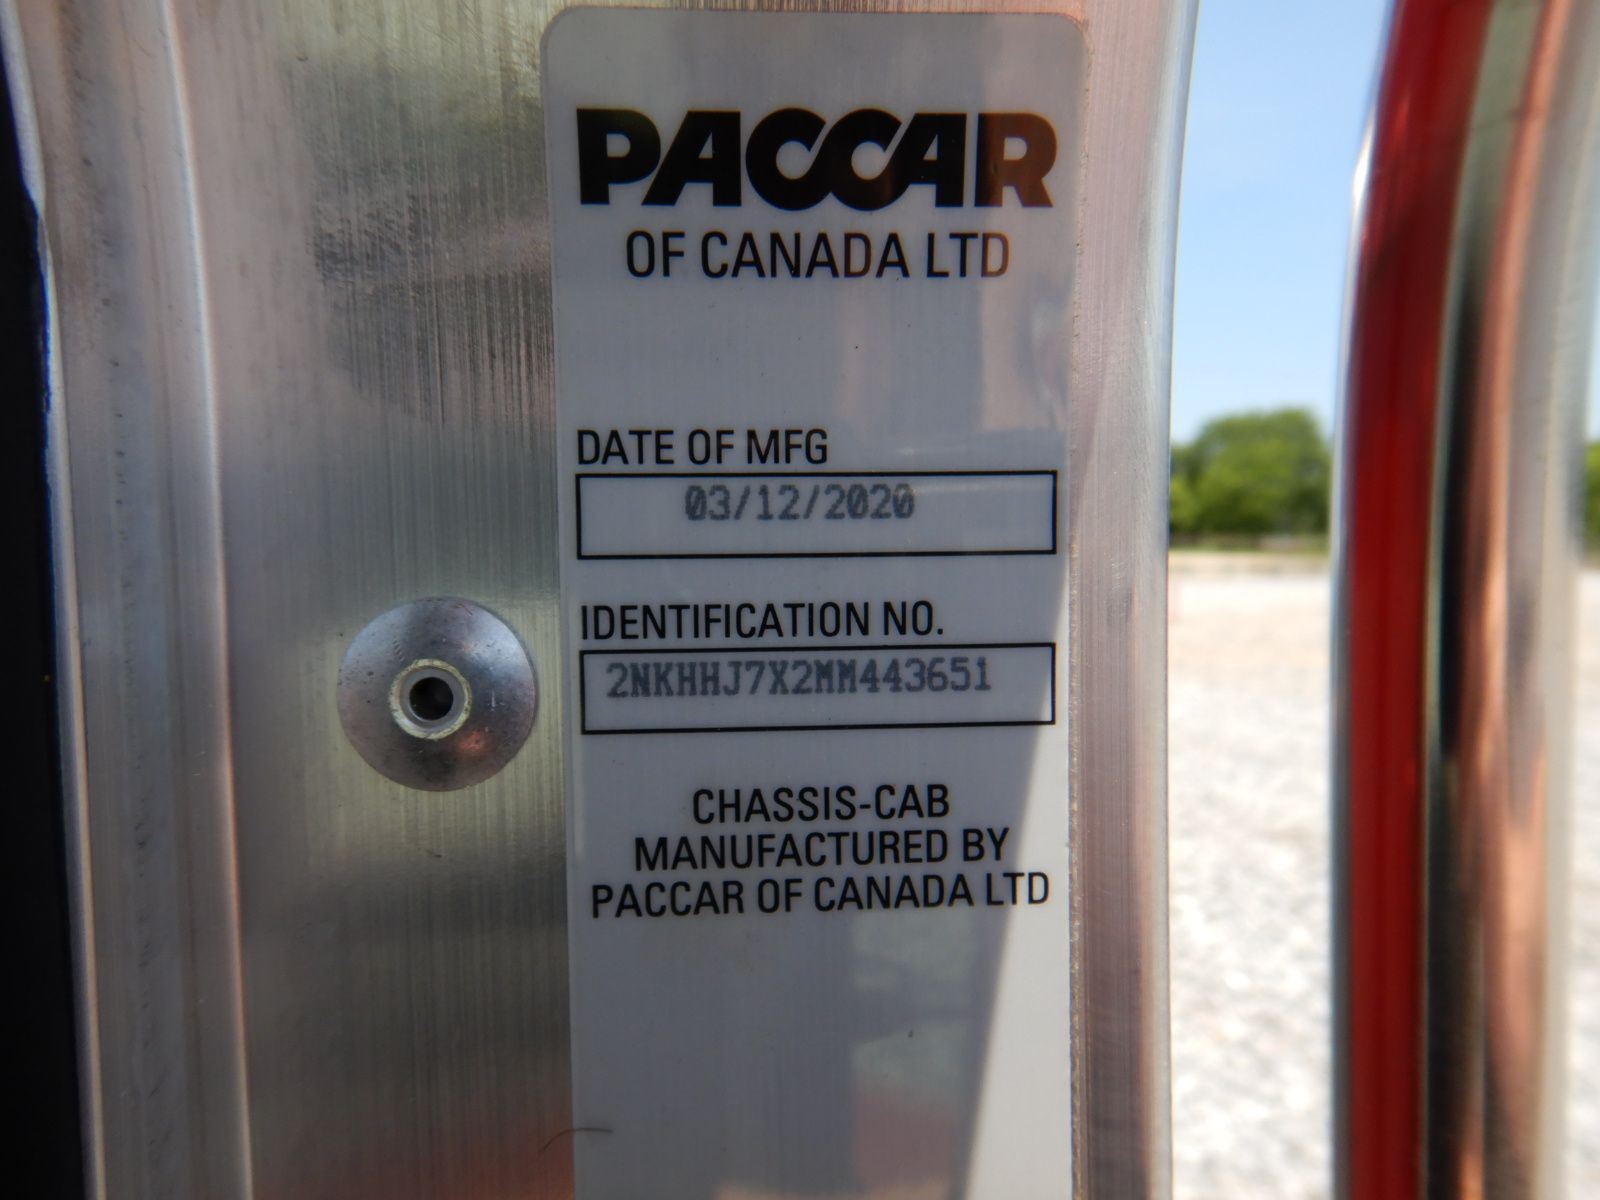 PACCAR
OF CANADA LTD
DATE OF MFG
03/12/2020
IDENTIFICATION NO.
2NKHHJ7X2MM443651
CHASSIS-CAB
MANUFACTURED BY
PACCAR OF CANADA LTD